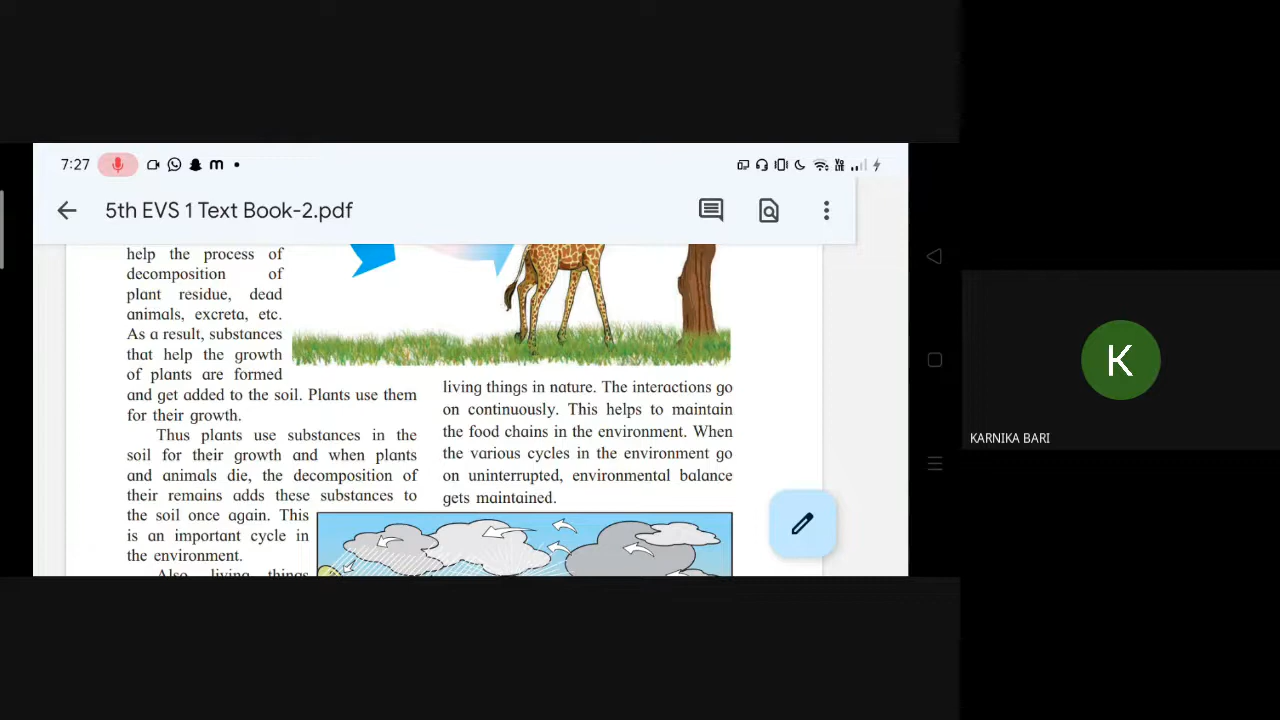 7:27
5th EVS 1 Text Book-2.pdf
help the process of
decomposition of
plant residue, dead
animals, excreta, etc.
As a result, substances
that help the growth
of plants are formed
and get added to the soil. Plants use them
for their growth.
Thus plants use substances in the
soil for their growth and when plants
and animals die, the decomposition of
their remains adds these substances to
the soil once again. This
is an important cycle in
the environment.
Also, living things
living things in nature. The interactions go
on continuously. This helps to maintain
the food chains in the environment. When
the various cycles in the environment go
on uninterrupted, environmental balance
gets maintained.
K
KARNIKA BARI